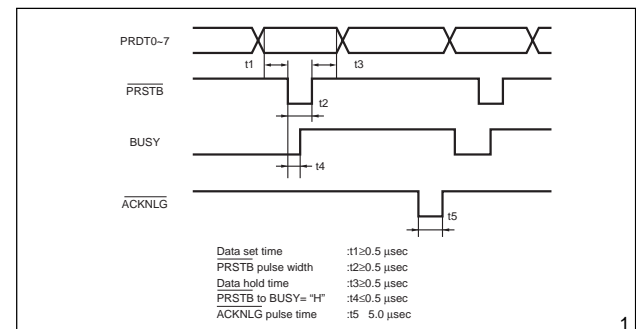 PRDT0~7
t1
t3
PRSTB
t2
BUSY
t4
ACKNLG
t5
Data set time :t1≥0.5 μsec
PRSTB pulse width :t2≥0.5 μsec
Data hold time :t3≥0.5 μsec
PRSTB to BUSY= “H” :t4≤0.5 μsec
ACKNLG pulse time :t5 5.0 μsec
1